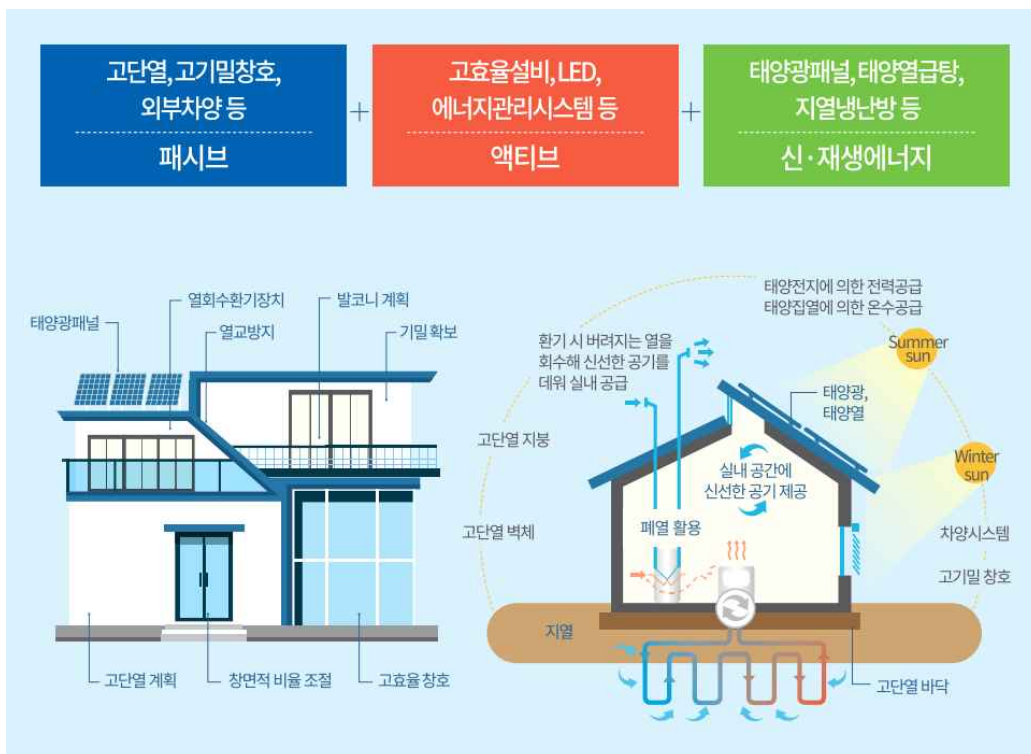 고단열, 고기밀창호,
외부차양 등
패시브
+
고효율설비, LED,
에너지관리시스템 등
액티브
+
태양광패널, 태양열급탕,
지열냉난방 등
신·재생에너지
태양광패널
열회수환기장치
열교방지
발코니 계획
기밀 확보
고단열 계획
창면적 비율 조절
고효율 창호
태양전지에 의한 전력공급
태양집열에 의한 온수공급
환기 시 버려지는 열을
회수해 신선한 공기를
데워 실내 공급
Summer
sun
태양광,
태양열
고단열 지붕
Winter
sun
실내 공간에
신선한 공기 제공
고단열 벽체
폐열 활용
차양시스템
고기밀 창호
지열
고단열 바닥